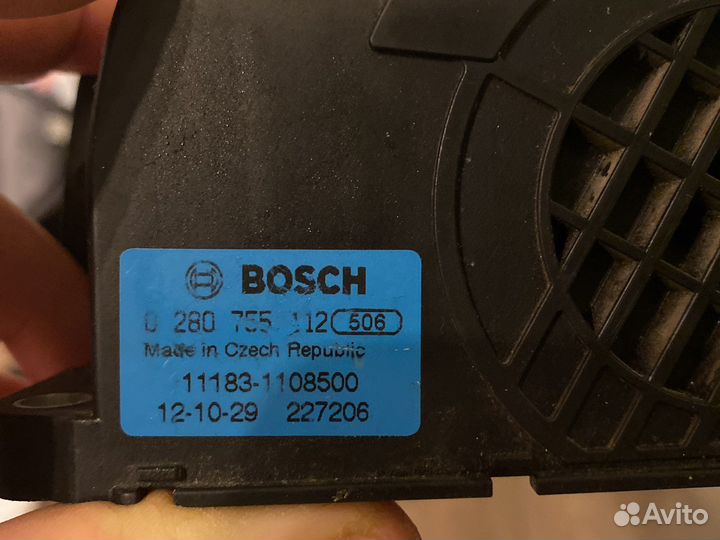 BOSCH
0 280 755 112 506
Made in Czech Republic
11183-1108500
12-10-29 227206
Avito